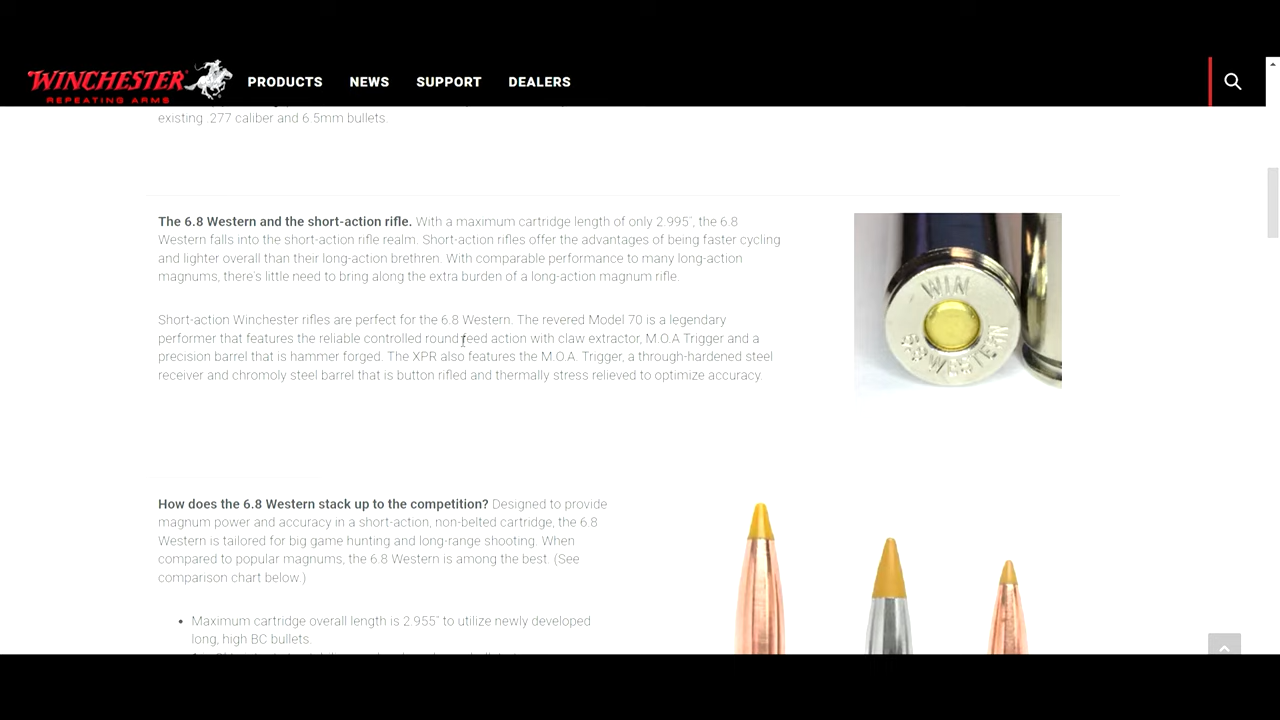 WINCHESTER
REPEATING ARMS
PRODUCTS
NEWS
SUPPORT
DEALERS
existing .277 caliber and 6.5mm bullets.
The 6.8 Western and the short-action rifle. With a maximum cartridge length of only 2.995", the 6.8
Western falls into the short-action rifle realm. Short-action rifles offer the advantages of being faster cycling
and lighter overall than their long-action brethren. With comparable performance to many long-action
magnums, there's little need to bring along the extra burden of a long-action magnum rifle.
Short-action Winchester rifles are perfect for the 6.8 Western. The revered Model 70 is a legendary
performer that features the reliable controlled round feed action with claw extractor, M.O.A Trigger and a
precision barrel that is hammer forged. The XPR also features the M.O.A. Trigger, a through-hardened steel
receiver and chromoly steel barrel that is button rifled and thermally stress relieved to optimize accuracy.
WIN
6.8 WESTERN
How does the 6.8 Western stack up to the competition? Designed to provide
magnum power and accuracy in a short-action, non-belted cartridge, the 6.8
Western is tailored for big game hunting and long-range shooting. When
compared to popular magnums, the 6.8 Western is among the best. (See
comparison chart below.)
• Maximum cartridge overall length is 2.955" to utilize newly developed
long, high BC bullets.